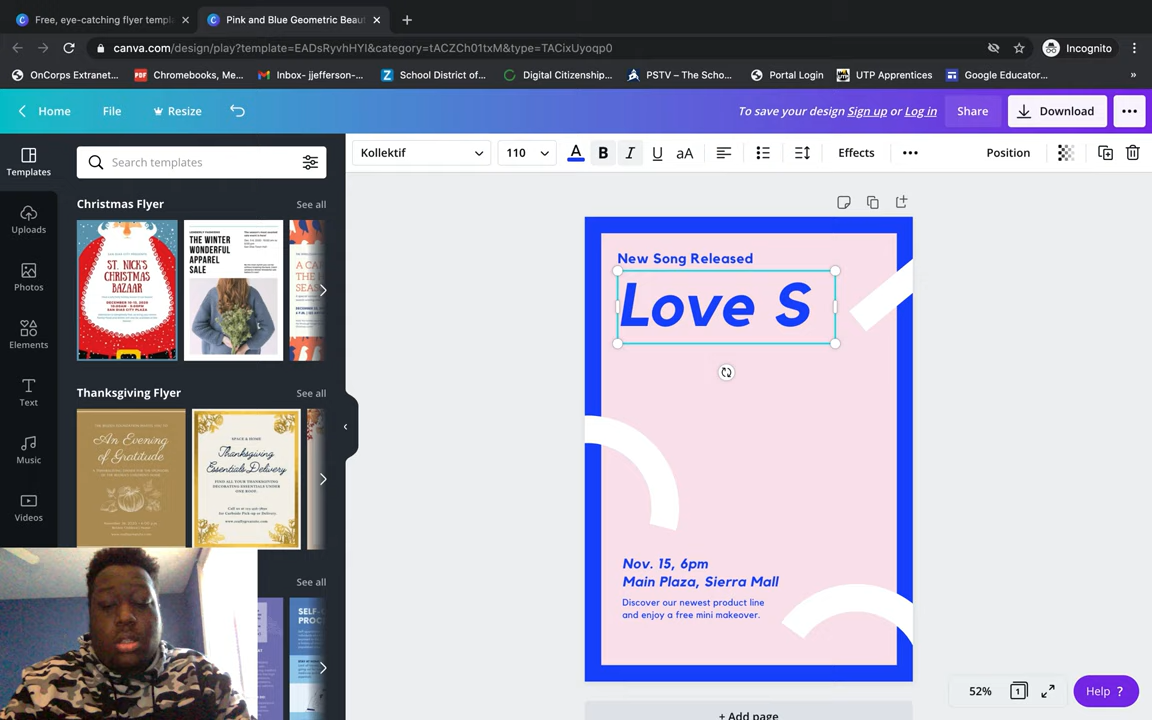 Free, eye-catching flyer templ
Pink and Blue Geometric Beau
canva.com/design/play?template=EADsRyvhHYI&category=tACZCh01txM&type=TACixUyoqp0
Incognito
OnCorps Extranet...
Chromebooks, Me...
Inbox- jjefferson-...
School District of...
Digital Citizenship...
PSTV – The Scho...
Portal Login
UTP Apprentices
Google Educator...
»
Home
File
Resize
To save your design Sign up or Log in
Share
Download
Templates
Search templates
Kollektif
110
A
B
I
U
aA
Effects
Position
Uploads
Photos
Elements
Text
Music
Videos
Christmas Flyer
See all
ST. NICK'S
CHRISTMAS
BAZAAR
THE WINTER
WONDERFUL
APPAREL
SALE
Thanksgiving Flyer
See all
An Evening
of Gratitude
Thanksgiving
Essentials Delivery
See all
New Song Released
Love S
Nov. 15, 6pm
Main Plaza, Sierra Mall
Discover our newest product line
and enjoy a free mini makeover.
+ Add page
52%
1
Help ?